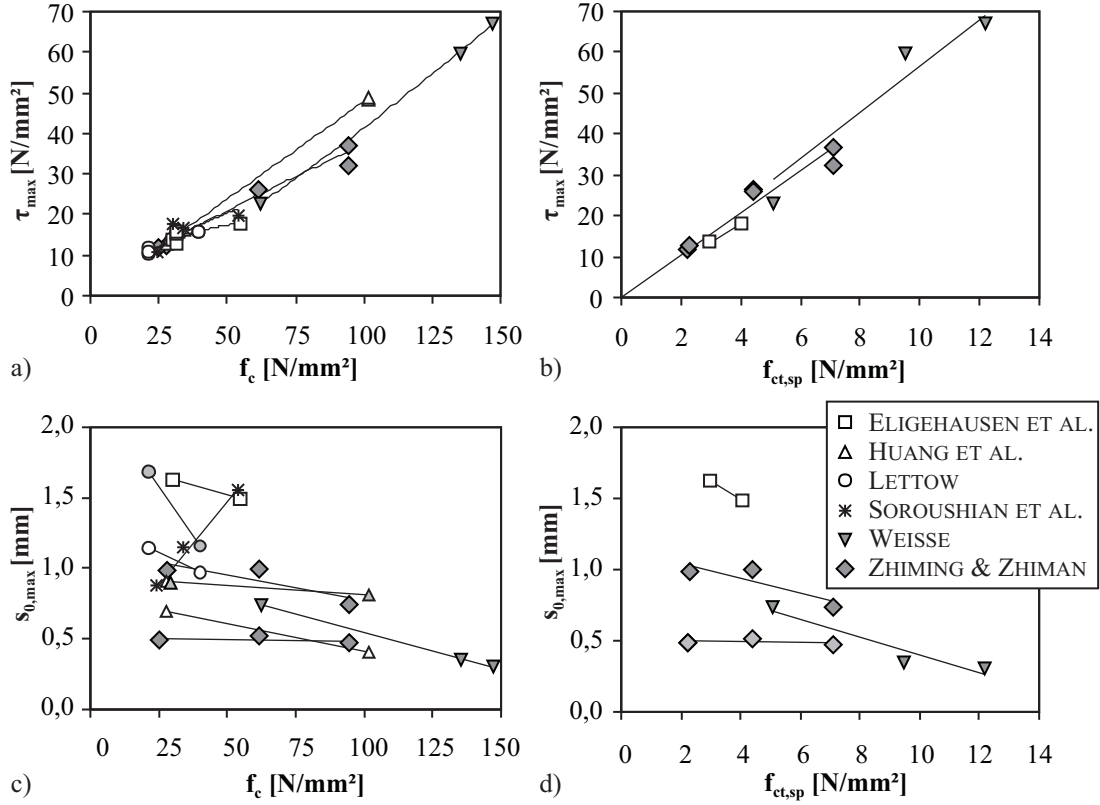 70
60
50
40
30
20
10
0
τmax [N/mm²]
0 25 50 75 100 125 150
a) fc [N/mm²]
70
60
50
40
30
20
10
0
τmax [N/mm²]
0 2 4 6 8 10 12 14
b) fct,sp [N/mm²]
2,0
1,5
1,0
0,5
0,0
s0,max [mm]
0 25 50 75 100 125 150
c) fc [N/mm²]
2,0
1,5
1,0
0,5
0,0
s0,max [mm]
0 2 4 6 8 10 12 14
d) fct,sp [N/mm²]
ELIGEHAUSEN ET AL.
HUANG ET AL.
LETTOW
SOROUSHIAN ET AL.
WEISSE
ZHIMING & ZHIMAN